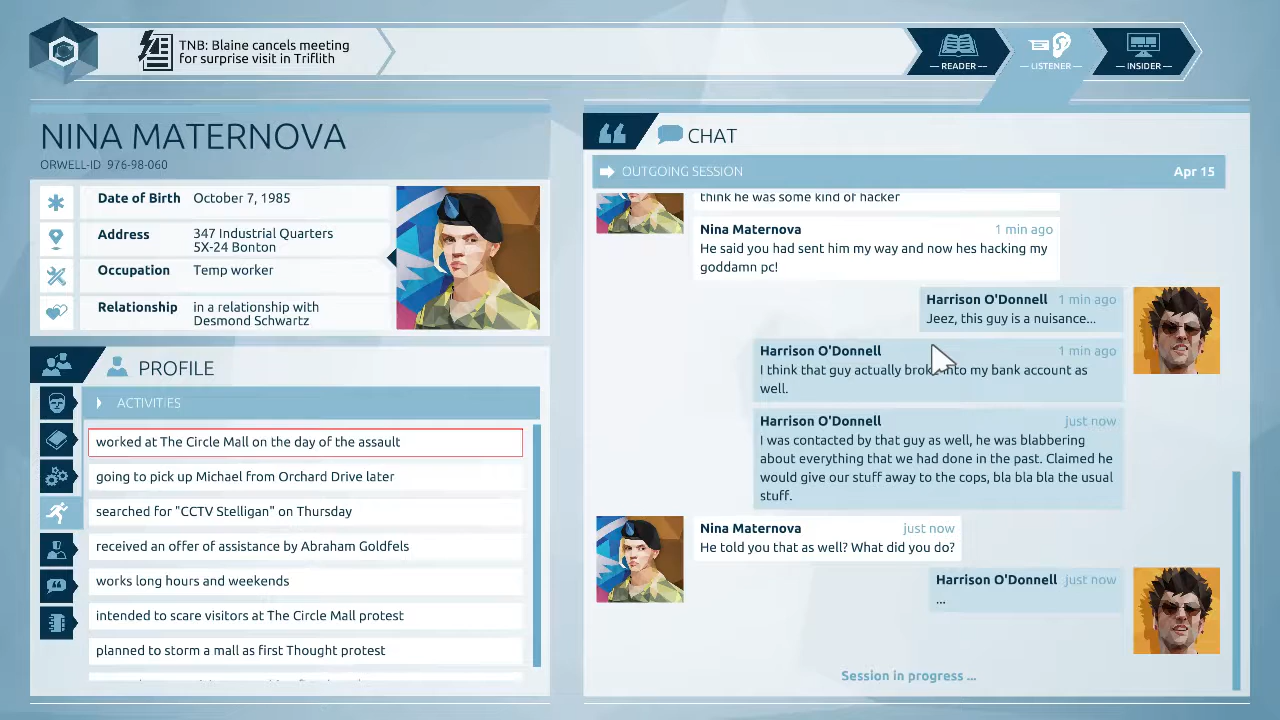 TNB: Blaine cancels meeting
for surprise visit in Triflith
— READER —
— LISTENER —
— INSIDER —
NINA MATERNOVA
ORWELL-ID 976-98-060
Date of Birth October 7, 1985
Address 347 Industrial Quarters
5X-24 Bonton
Occupation Temp worker
Relationship in a relationship with
Desmond Schwartz
PROFILE
ACTIVITIES
worked at The Circle Mall on the day of the assault
going to pick up Michael from Orchard Drive later
searched for "CCTV Stelligan" on Thursday
received an offer of assistance by Abraham Goldfels
works long hours and weekends
intended to scare visitors at The Circle Mall protest
planned to storm a mall as first Thought protest
CHAT
OUTGOING SESSION Apr 15
think he was some kind of hacker
Nina Maternova 1 min ago
He said you had sent him my way and now hes hacking my
goddamn pc!
Harrison O'Donnell 1 min ago
Jeez, this guy is a nuisance...
Harrison O'Donnell 1 min ago
I think that guy actually broke into my bank account as
well.
Harrison O'Donnell just now
I was contacted by that guy as well, he was blabbering
about everything that we had done in the past. Claimed he
would give our stuff away to the cops, bla bla bla the usual
stuff.
Nina Maternova just now
He told you that as well? What did you do?
Harrison O'Donnell just now
...
Session in progress ...